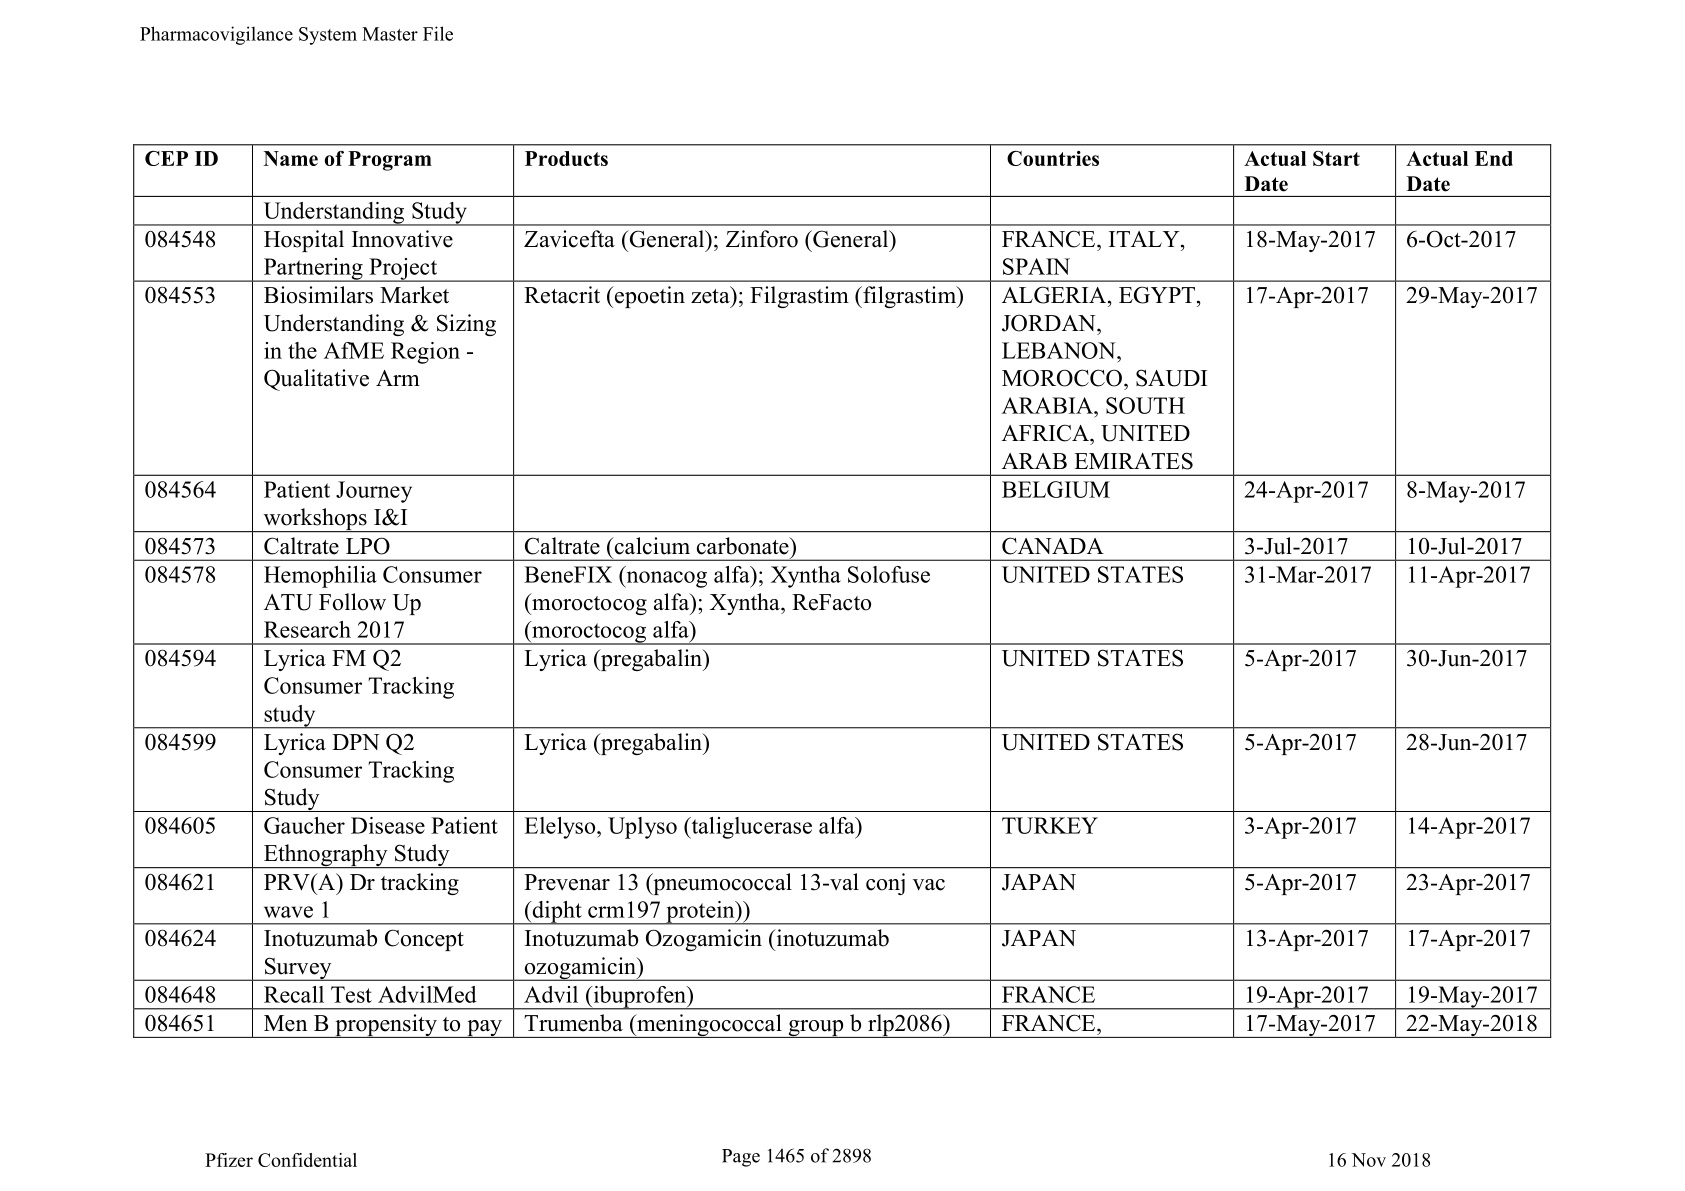 Pharmacovigilance System Master File
CEP ID Name of Program Products Countries Actual Start Date Actual End Date
Understanding Study
084548 Hospital Innovative Partnering Project Zavicefta (General); Zinforo (General) FRANCE, ITALY, SPAIN 18-May-2017 6-Oct-2017
084553 Biosimilars Market Understanding & Sizing in the AfME Region - Qualitative Arm Retacrit (epoetin zeta); Filgrastim (filgrastim) ALGERIA, EGYPT, JORDAN, LEBANON, MOROCCO, SAUDI ARABIA, SOUTH AFRICA, UNITED ARAB EMIRATES 17-Apr-2017 29-May-2017
084564 Patient Journey workshops I&I BELGIUM 24-Apr-2017 8-May-2017
084573 Caltrate LPO Caltrate (calcium carbonate) CANADA 3-Jul-2017 10-Jul-2017
084578 Hemophilia Consumer ATU Follow Up Research 2017 BeneFIX (nonacog alfa); Xyntha Solofuse (moroctocog alfa); Xyntha, ReFacto (moroctocog alfa) UNITED STATES 31-Mar-2017 11-Apr-2017
084594 Lyrica FM Q2 Consumer Tracking study Lyrica (pregabalin) UNITED STATES 5-Apr-2017 30-Jun-2017
084599 Lyrica DPN Q2 Consumer Tracking Study Lyrica (pregabalin) UNITED STATES 5-Apr-2017 28-Jun-2017
084605 Gaucher Disease Patient Ethnography Study Elelyso, Uplyso (taliglucerase alfa) TURKEY 3-Apr-2017 14-Apr-2017
084621 PRV(A) Dr tracking wave 1 Prevenar 13 (pneumococcal 13-val conj vac (dipht crm197 protein)) JAPAN 5-Apr-2017 23-Apr-2017
084624 Inotuzumab Concept Survey Inotuzumab Ozogamicin (inotuzumab ozogamicin) JAPAN 13-Apr-2017 17-Apr-2017
084648 Recall Test AdvilMed Advil (ibuprofen) FRANCE 19-Apr-2017 19-May-2017
084651 Men B propensity to pay Trumenba (meningococcal group b rlp2086) FRANCE, 17-May-2017 22-May-2018
Pfizer Confidential Page 1465 of 2898 16 Nov 2018